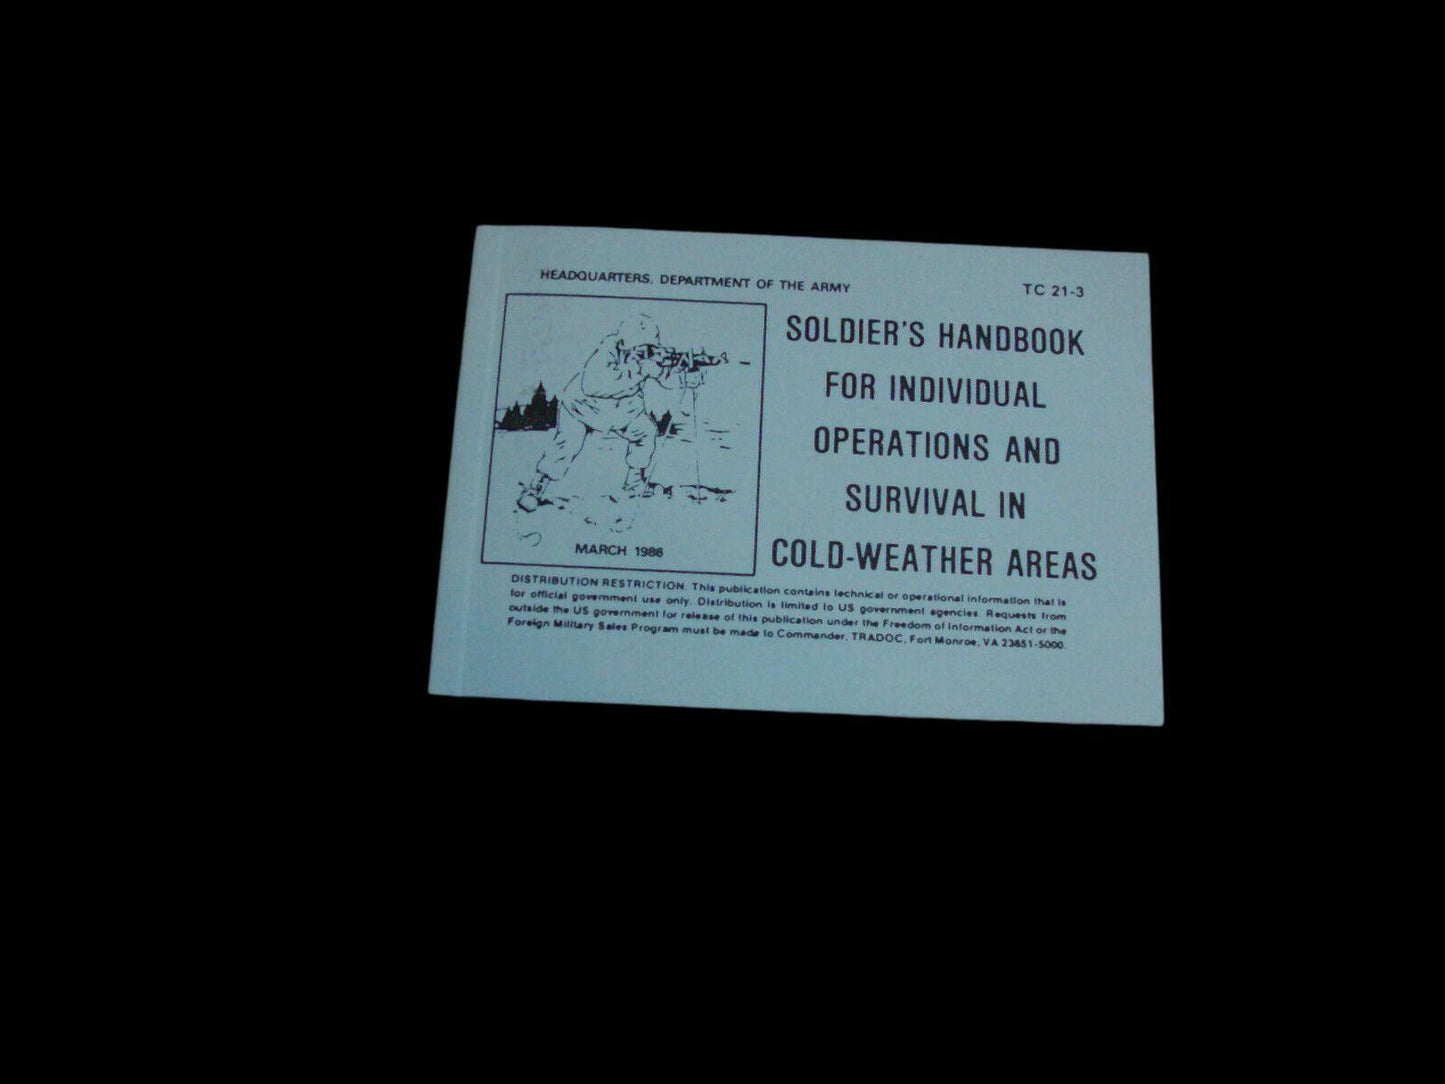 HEADQUARTERS, DEPARTMENT OF THE ARMY
TC 21-3
SOLDIER'S HANDBOOK
FOR INDIVIDUAL
OPERATIONS AND
SURVIVAL IN
COLD-WEATHER AREAS
MARCH 1986
DISTRIBUTION RESTRICTION. This publication contains technical or operational information that is
for official government use only. Distribution is limited to US government agencies. Requests from
outside the US government for release of this publication under the Freedom of Information Act or the
Foreign Military Sales Program must be made to Commander, TRADOC, Fort Monroe, VA 23651-5000.